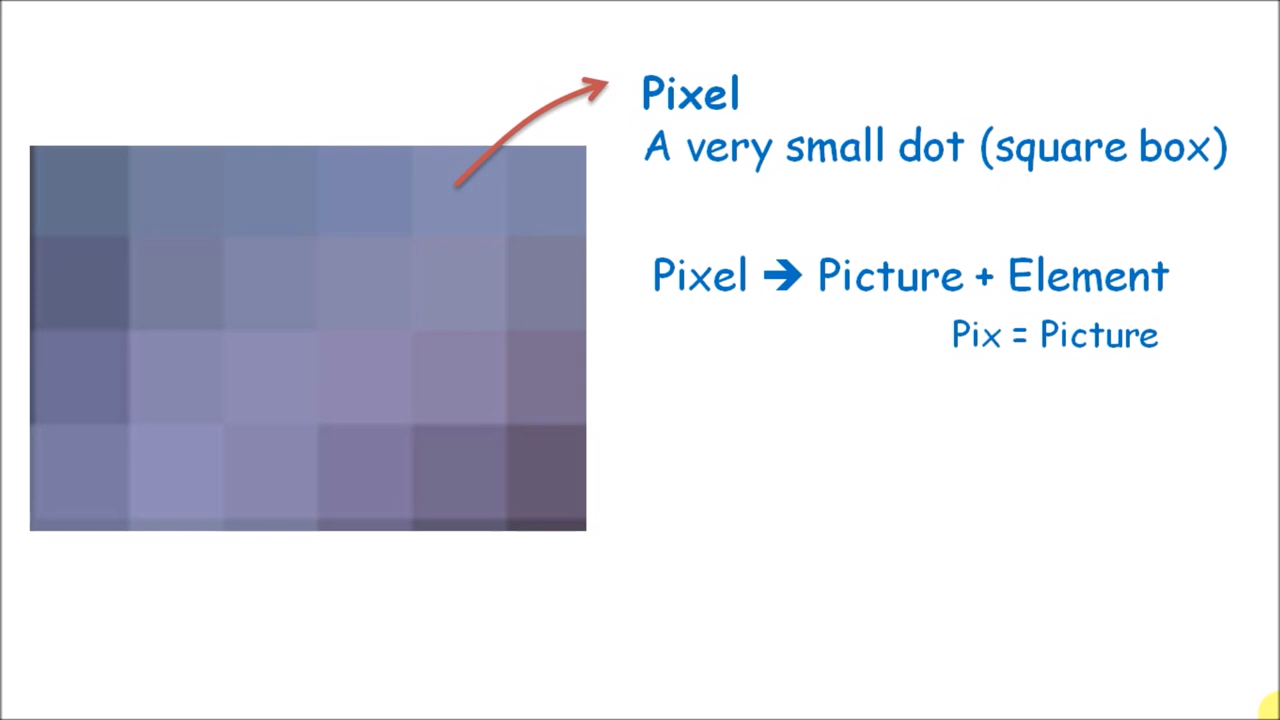 Pixel
A very small dot (square box)
Pixel ➔ Picture + Element
Pix = Picture